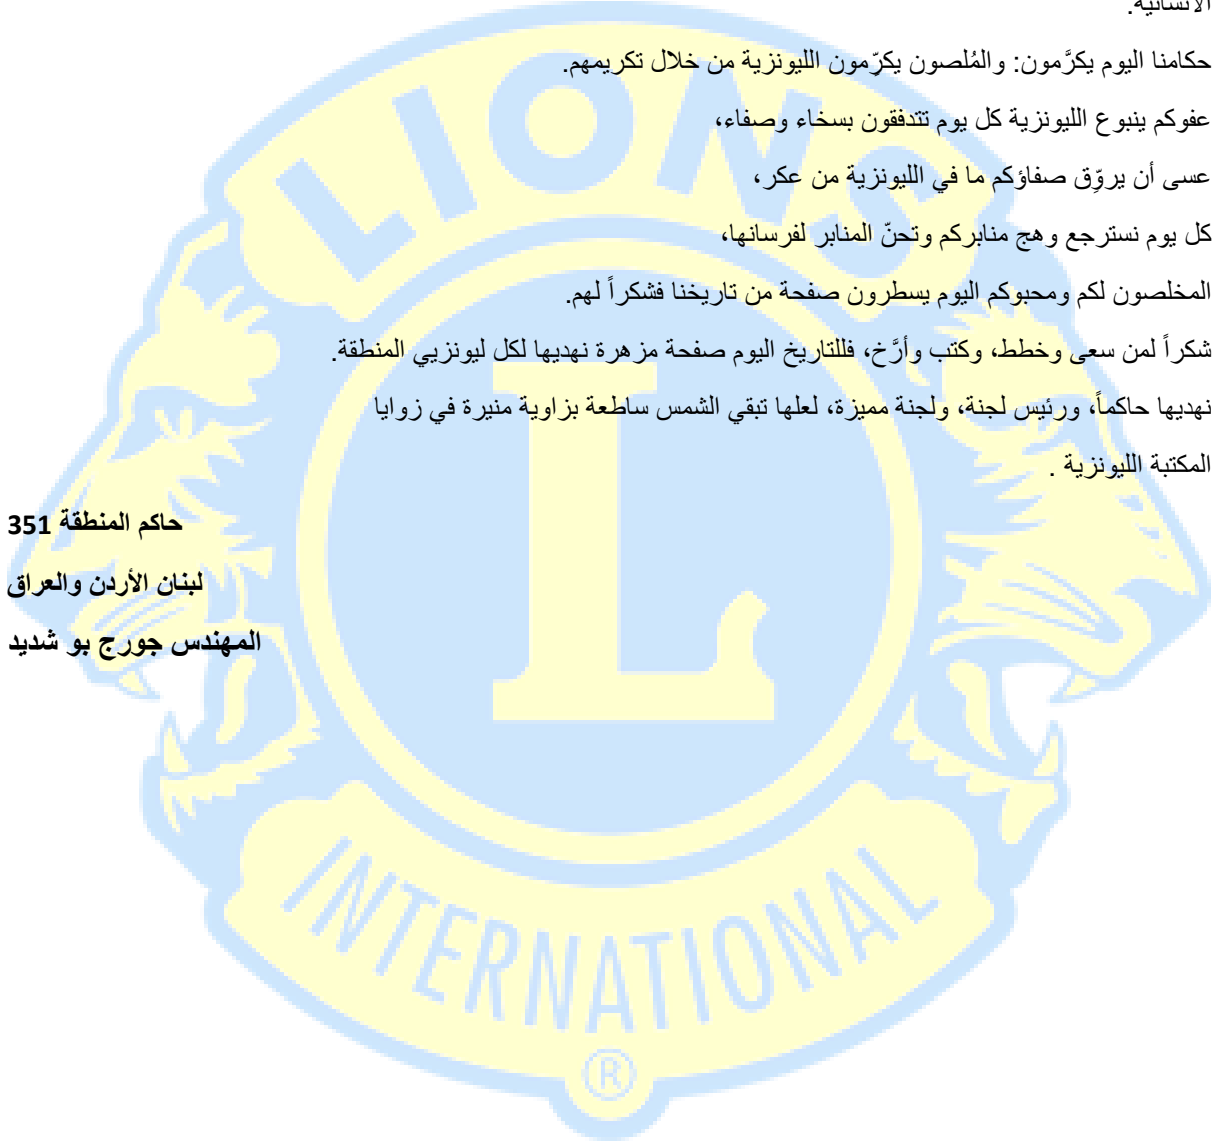 الانسانية.
حكامنا اليوم يكرَّمون: والمُلصون يكرِّمون الليونزية من خلال تكريمهم.
عفوكم ينبوع الليونزية كل يوم تتدفقون بسخاء وصفاء،
عسى أن يروِّق صفاؤكم ما في الليونزية من عكر،
كل يوم نسترجع وهج منابركم وتحنّ المنابر لفرسانها،
المخلصون لكم ومحبوكم اليوم يسطرون صفحة من تاريخنا فشكراً لهم.
شكراً لمن سعى وخطط، وكتب وأرَّخ، فللتاريخ اليوم صفحة مزهرة نهديها لكل ليونزيي المنطقة.
نهديها حاكماً، ورئيس لجنة، ولجنة مميزة، لعلها تبقي الشمس ساطعة بزاوية منيرة في زوايا
المكتبة الليونزية .
حاكم المنطقة 351
لبنان الأردن والعراق
المهندس جورج بو شديد
LIONS
L
INTERNATIONAL
®